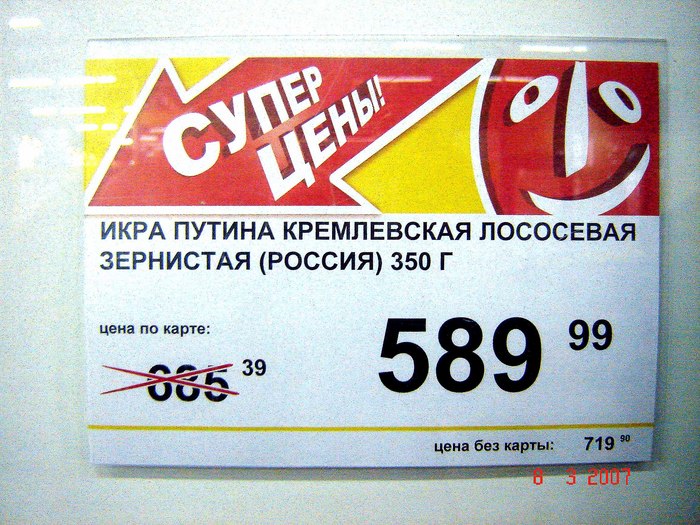 СУПЕР
ЦЕНЫ!
ИКРА ПУТИНА КРЕМЛЕВСКАЯ ЛОСОСЕВАЯ
ЗЕРНИСТАЯ (РОССИЯ) 350 Г
цена по карте:
685 39
589 99
цена без карты: 719 90
8 3 2007